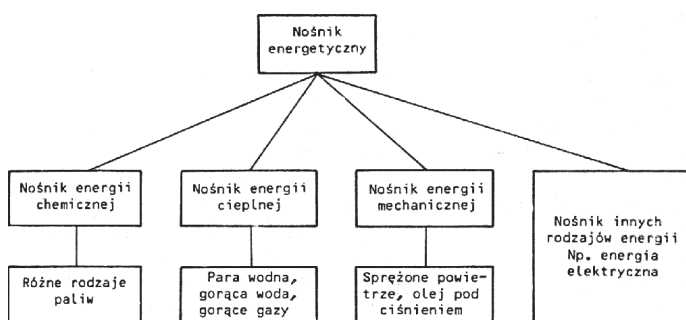 Nośnik
energetyczny
Nośnik energii
chemicznej
Nośnik energii
cieplnej
Nośnik energii
mechanicznej
Nośnik innych
rodzajów energii
Np. energia
elektryczna
Różne rodzaje
paliw
Para wodna,
gorąca woda,
gorące gazy
Sprężone powie-
trze, olej pod
ciśnieniem